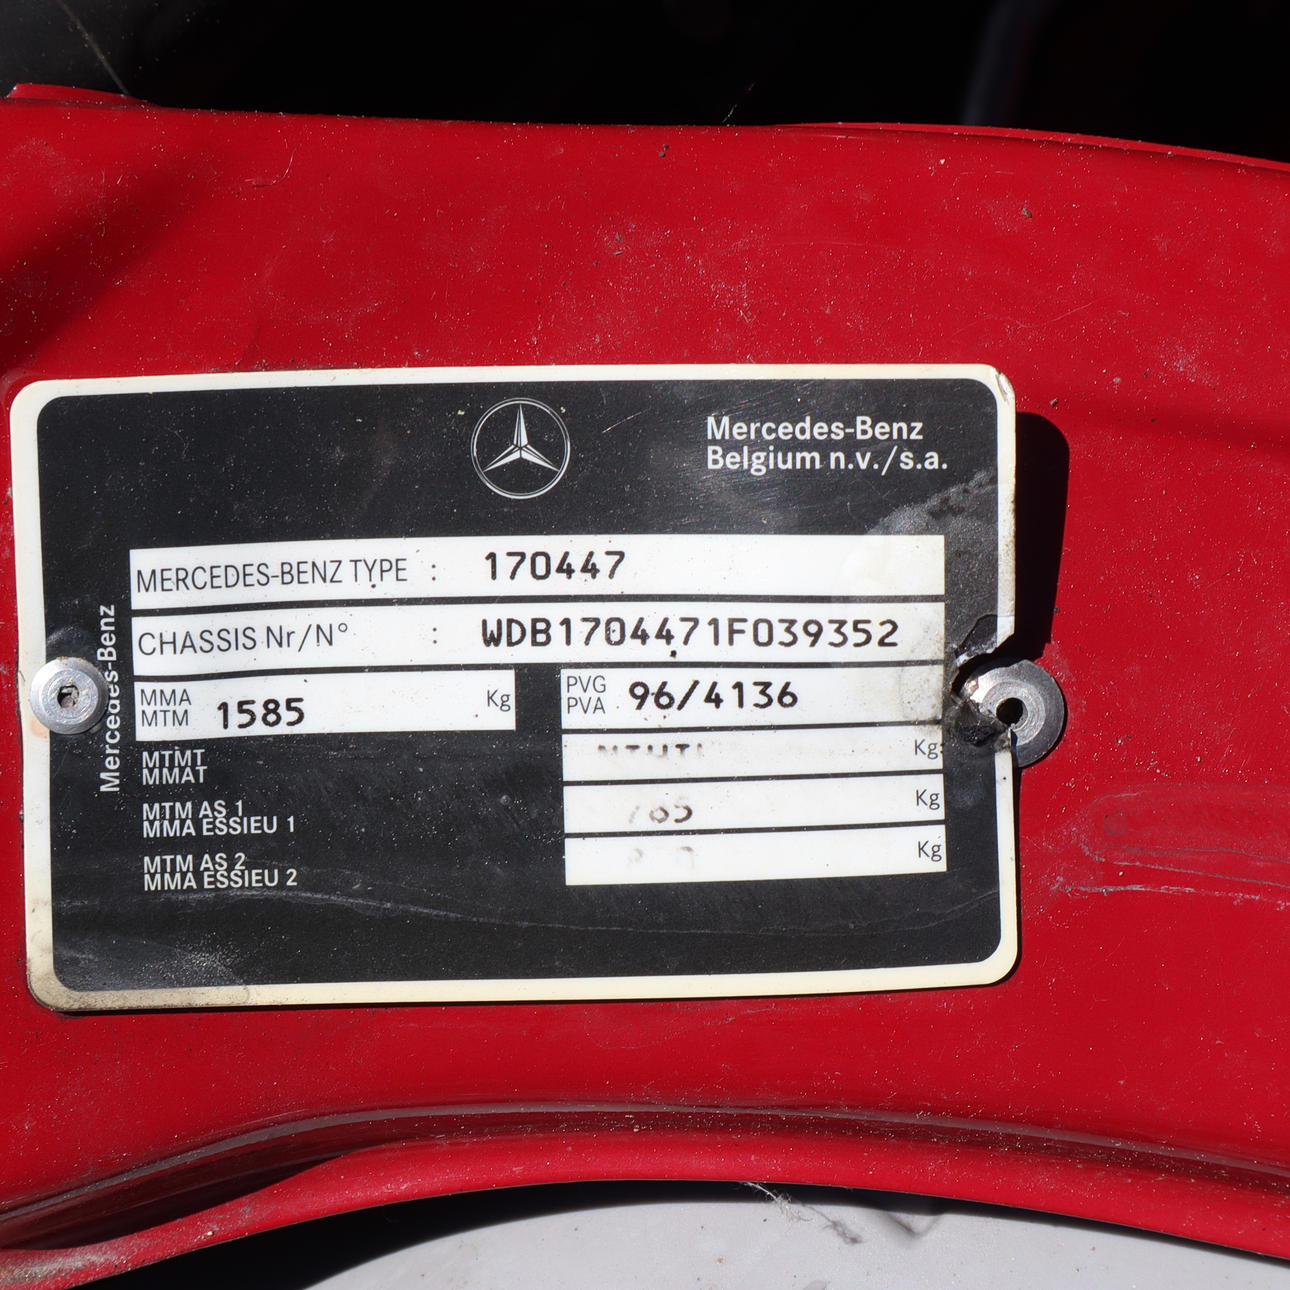 Mercedes-Benz
Belgium n.v./s.a.
MERCEDES-BENZ TYPE : 170447
CHASSIS Nr/N° : WDB1704471F039352
Mercedes-Benz
MMA
MTM 1585 Kg
PVG
PVA 96/4136
MTMT
MMAT
Kg
MTM AS 1
MMA ESSIEU 1
Kg
MTM AS 2
MMA ESSIEU 2
Kg